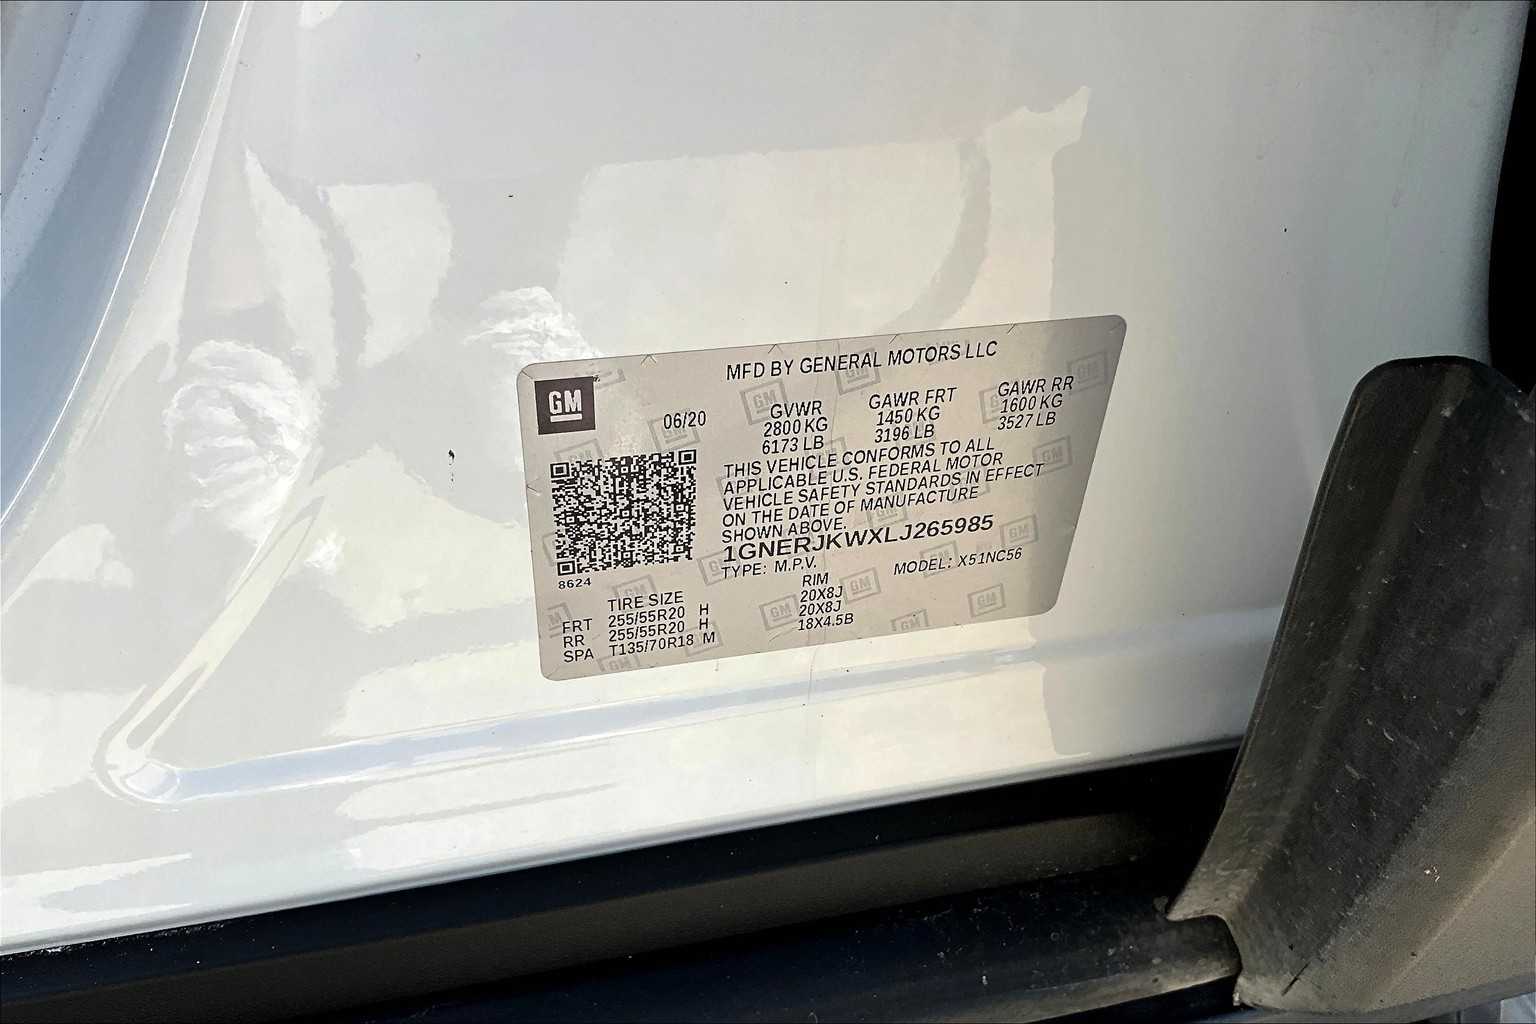 MFD BY GENERAL MOTORS LLC
GM
06/20
GVWR
2800 KG
6173 LB
GAWR FRT
1450 KG
3196 LB
GAWR RR
1600 KG
3527 LB
THIS VEHICLE CONFORMS TO ALL
APPLICABLE U.S. FEDERAL MOTOR
VEHICLE SAFETY STANDARDS IN EFFECT
ON THE DATE OF MANUFACTURE
SHOWN ABOVE.
1GNERJKWXLJ265985
TYPE: M.P.V. MODEL: X51NC56
8624
TIRE SIZE RIM
FRT 255/55R20 H 20X8J
RR 255/55R20 H 20X8J
SPA T135/70R18 M 18X4.5B